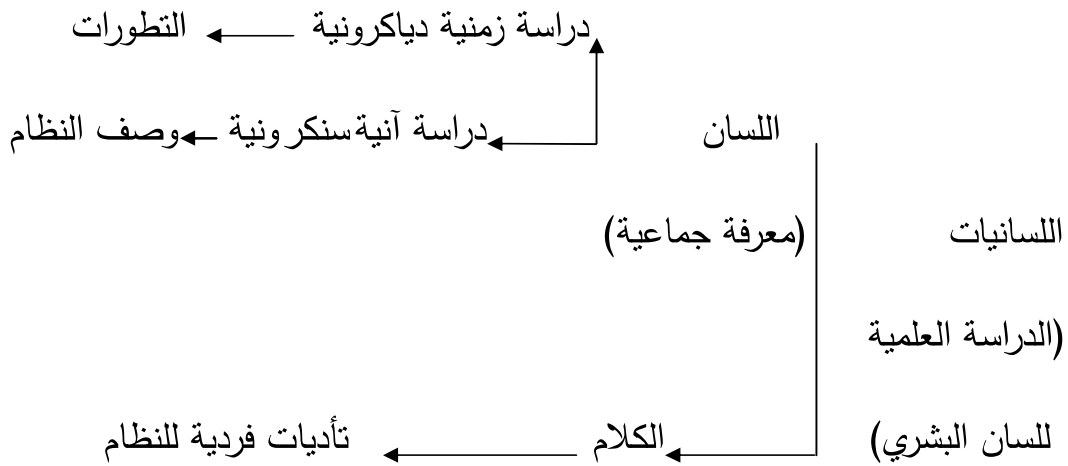 دراسة زمنية دياكرونية التطورات
اللسان دراسة آنية سنكرونية وصف النظام
اللسانيات (معرفة جماعية)
(الدراسة العلمية
للسان البشري) الكلام تأديات فردية للنظام